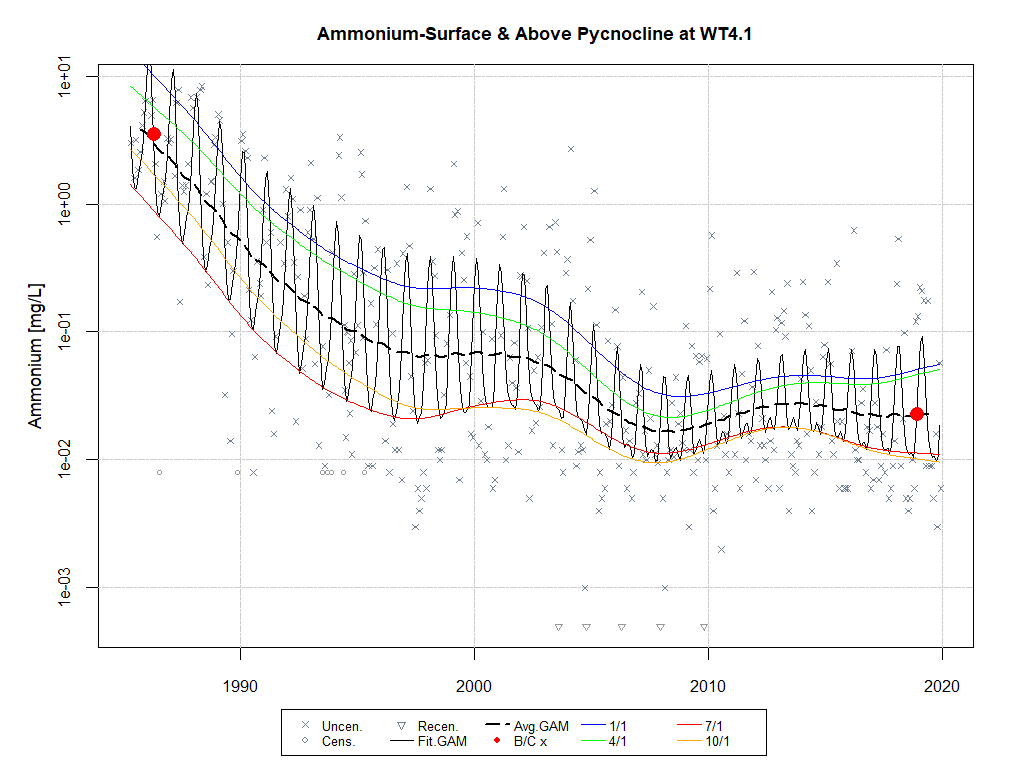 Ammonium-Surface & Above Pycnocline at WT4.1
Ammonium [mg/L]
1e+01
1e+00
1e-01
1e-02
1e-03
1990 2000 2010 2020
Uncen. Recen. Avg.GAM 1/1 7/1
Cens. Fit.GAM B/C x 4/1 10/1